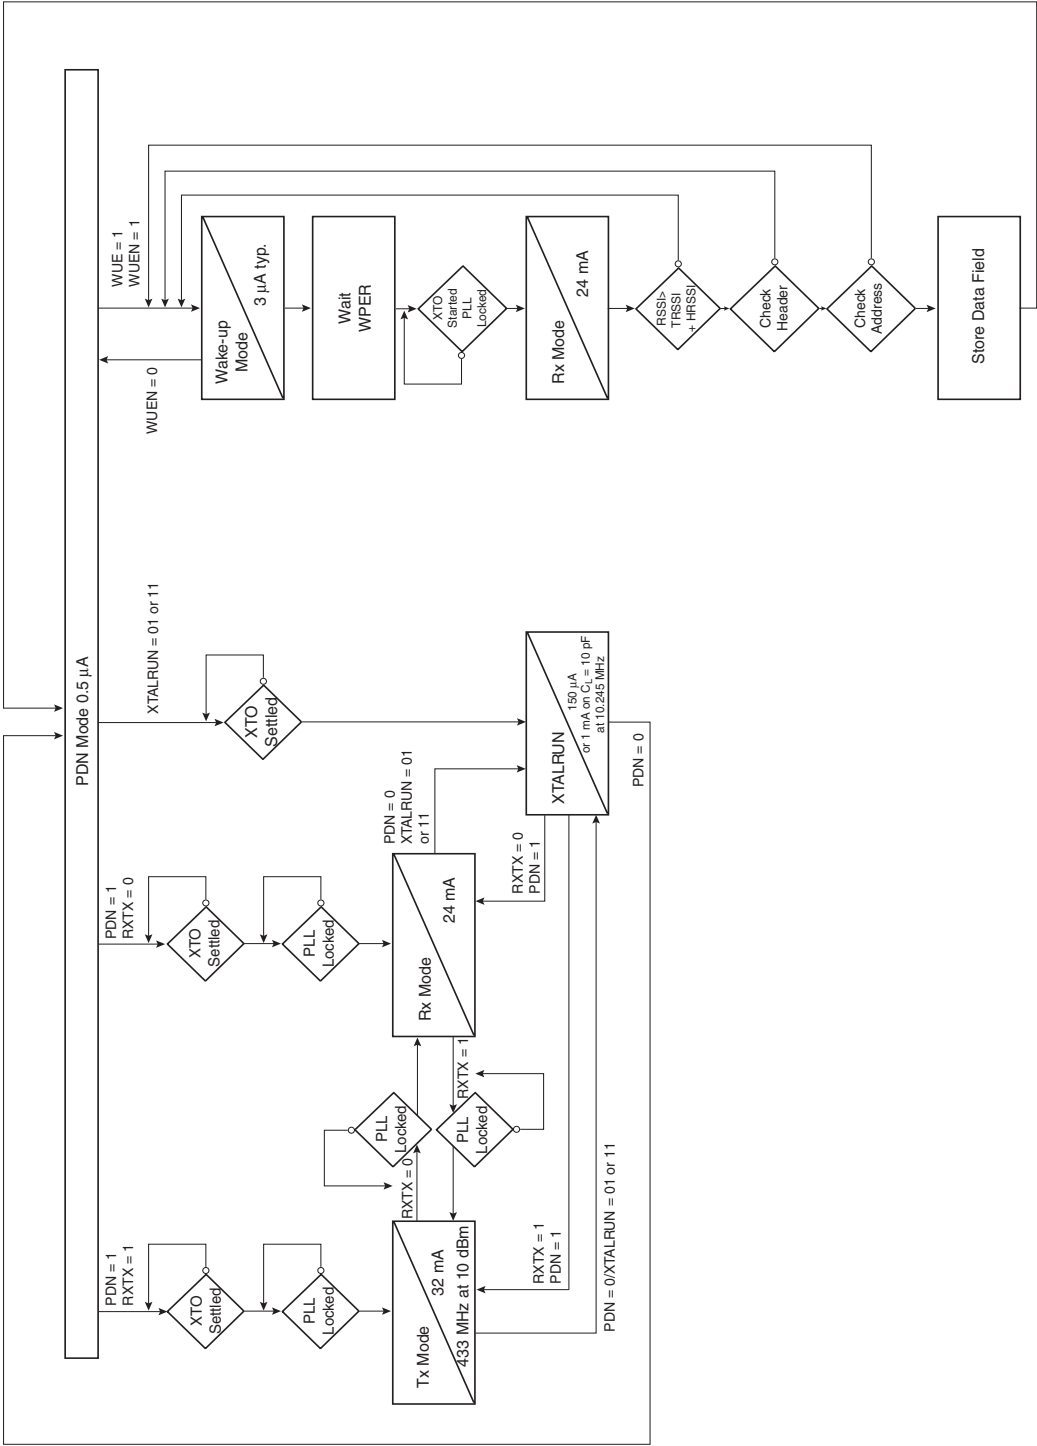 PDN Mode 0.5 µA
PDN = 1
RXTX = 1
XTO
Settled
PLL
Locked
Tx Mode
32 mA
433 MHz at 10 dBm
RXTX = 0
PLL
Locked
PLL
Locked
RXTX = 1
PDN = 1
RXTX = 0
XTO
Settled
PLL
Locked
Rx Mode
24 mA
PDN = 0
XTALRUN = 01
or 11
RXTX = 0
PDN = 1
RXTX = 1
PDN = 1
PDN = 0/XTALRUN = 01 or 11
XTALRUN = 01 or 11
XTO
Settled
XTALRUN
150 µA
or 1 mA on CL = 10 pF
at 10.245 MHz
PDN = 0
WUEN = 0
WUE = 1
WUEN = 1
Wake-up
Mode
3 µA typ.
Wait
WPER
XTO
Started
PLL
Locked
Rx Mode
24 mA
RSSI>
TRSSI
+ HRSSI
Check
Header
Check
Address
Store Data Field